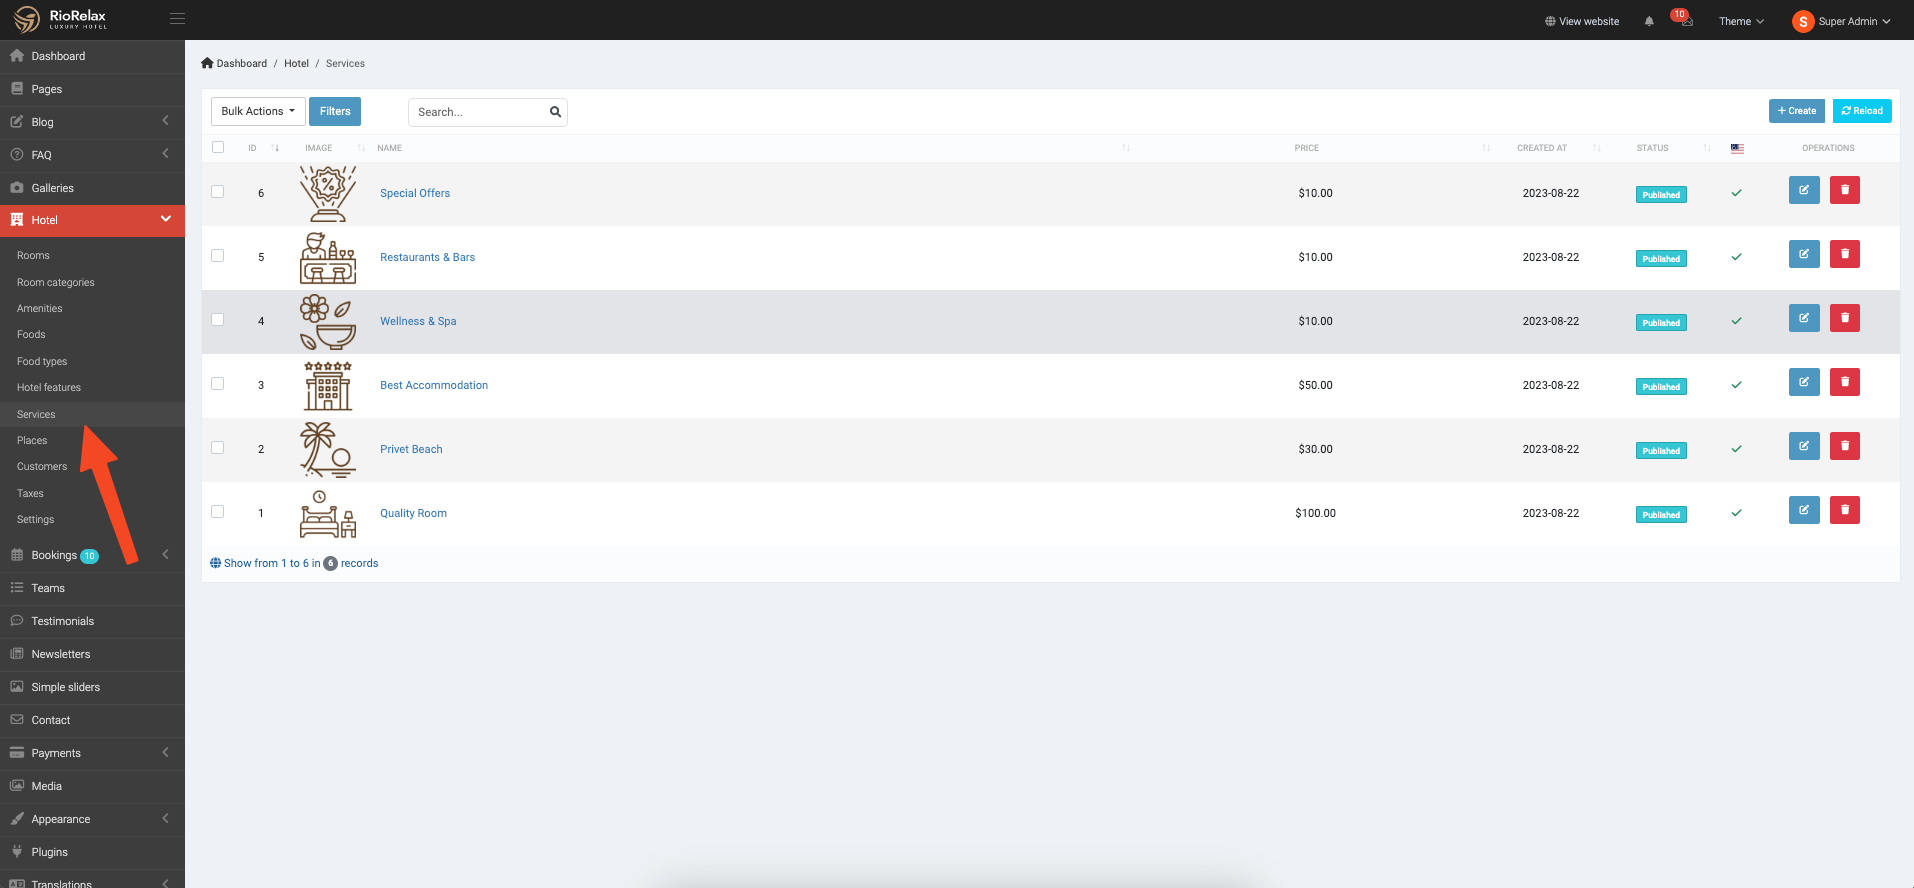 RioRelax
LUXURY HOTEL
View website
10
Theme
S
Super Admin
Dashboard
Pages
Blog
FAQ
Galleries
Hotel
Rooms
Room categories
Amenities
Foods
Food types
Hotel features
Services
Places
Customers
Taxes
Settings
Bookings 10
Teams
Testimonials
Newsletters
Simple sliders
Contact
Payments
Media
Appearance
Plugins
Translations
Dashboard / Hotel / Services
Bulk Actions
Filters
Search...
Create
Reload
ID IMAGE NAME PRICE CREATED AT STATUS OPERATIONS
6 Special Offers $10.00 2023-08-22 Published
5 Restaurants & Bars $10.00 2023-08-22 Published
4 Wellness & Spa $10.00 2023-08-22 Published
3 Best Accommodation $50.00 2023-08-22 Published
2 Privet Beach $30.00 2023-08-22 Published
1 Quality Room $100.00 2023-08-22 Published
Show from 1 to 6 in 6 records